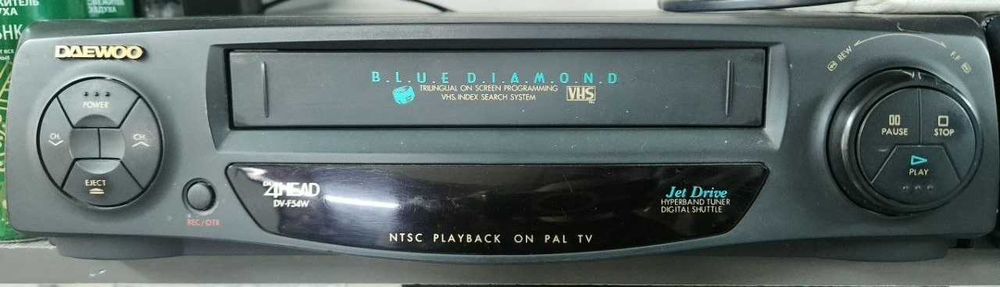 DAEWOO
POWER
CH.
CH.
EJECT
REC/OTR
B.L.U.E D.I.A.M.O.N.D
TRILINGUAL ON SCREEN PROGRAMMING
VHS. INDEX SEARCH SYSTEM
VHS
4HEAD
DV-F54W
Jet Drive
HYPERBAND TUNER
DIGITAL SHUTTLE
NTSC PLAYBACK ON PAL TV
REW
F.F
PAUSE
STOP
PLAY